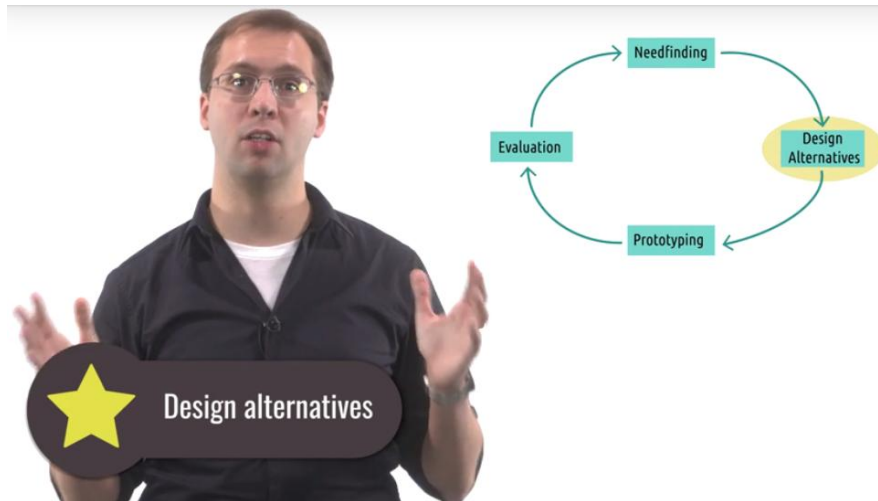 Needfinding
Design
Alternatives
Evaluation
Prototyping
Design alternatives